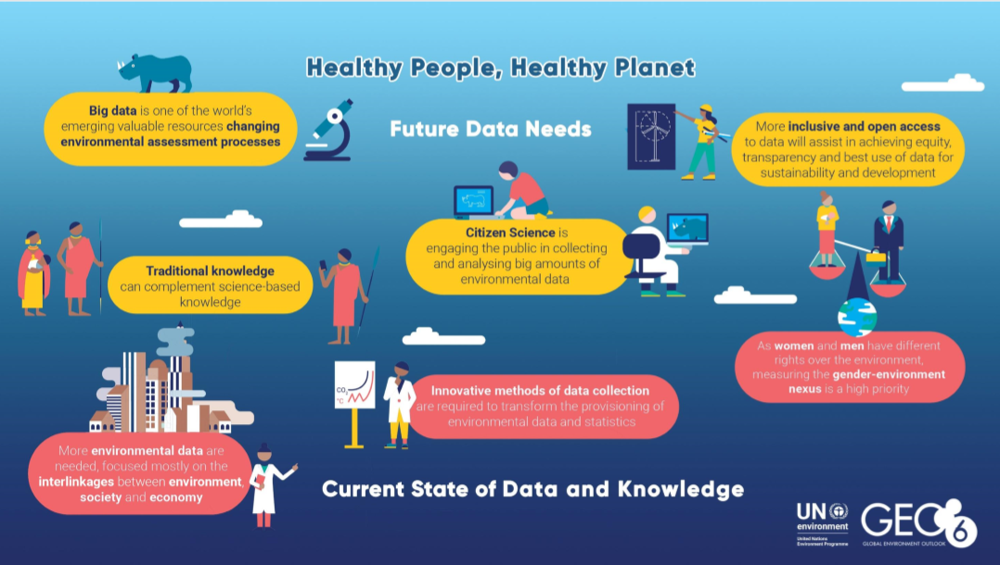 Healthy People, Healthy Planet
Future Data Needs
Big data is one of the world's
emerging valuable resources changing
environmental assessment processes
More inclusive and open access
to data will assist in achieving equity,
transparency and best use of data for
sustainability and development
Citizen Science is
engaging the public in collecting
and analysing big amounts of
environmental data
Traditional knowledge
can complement science-based
knowledge
As women and men have different
rights over the environment,
measuring the gender-environment
nexus is a high priority
CO₂
°C
Innovative methods of data collection
are required to transform the provisioning of
environmental data and statistics
More environmental data are
needed, focused mostly on the
interlinkages between environment,
society and economy
Current State of Data and Knowledge
UN
environment
United Nations
Environment Programme
GEO
6
GLOBAL ENVIRONMENT OUTLOOK